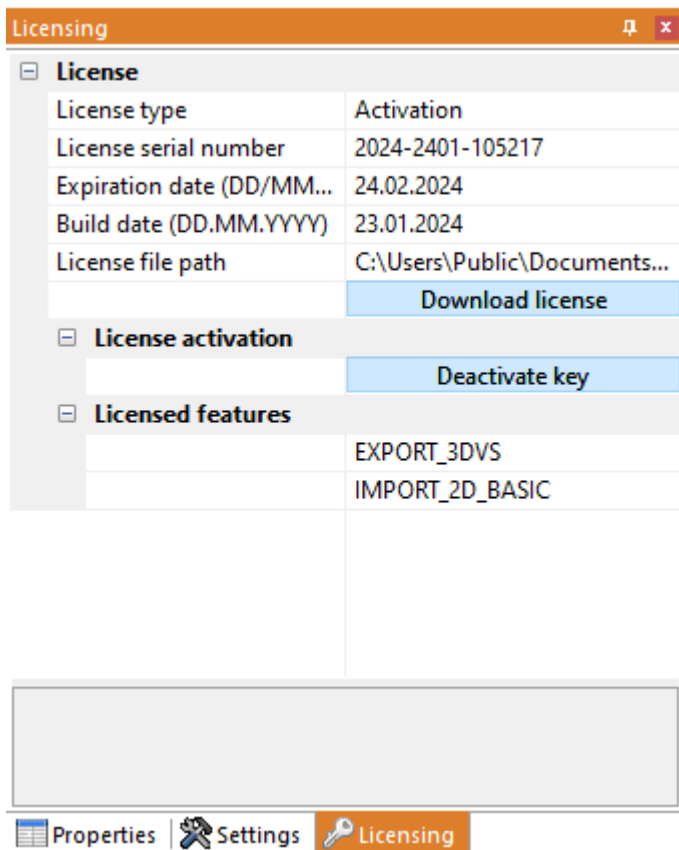 Licensing
License
License type Activation
License serial number 2024-2401-105217
Expiration date (DD/MM... 24.02.2024
Build date (DD.MM.YYYY) 23.01.2024
License file path C:\Users\Public\Documents...
Download license
License activation
Deactivate key
Licensed features
EXPORT_3DVS
IMPORT_2D_BASIC
Properties Settings Licensing